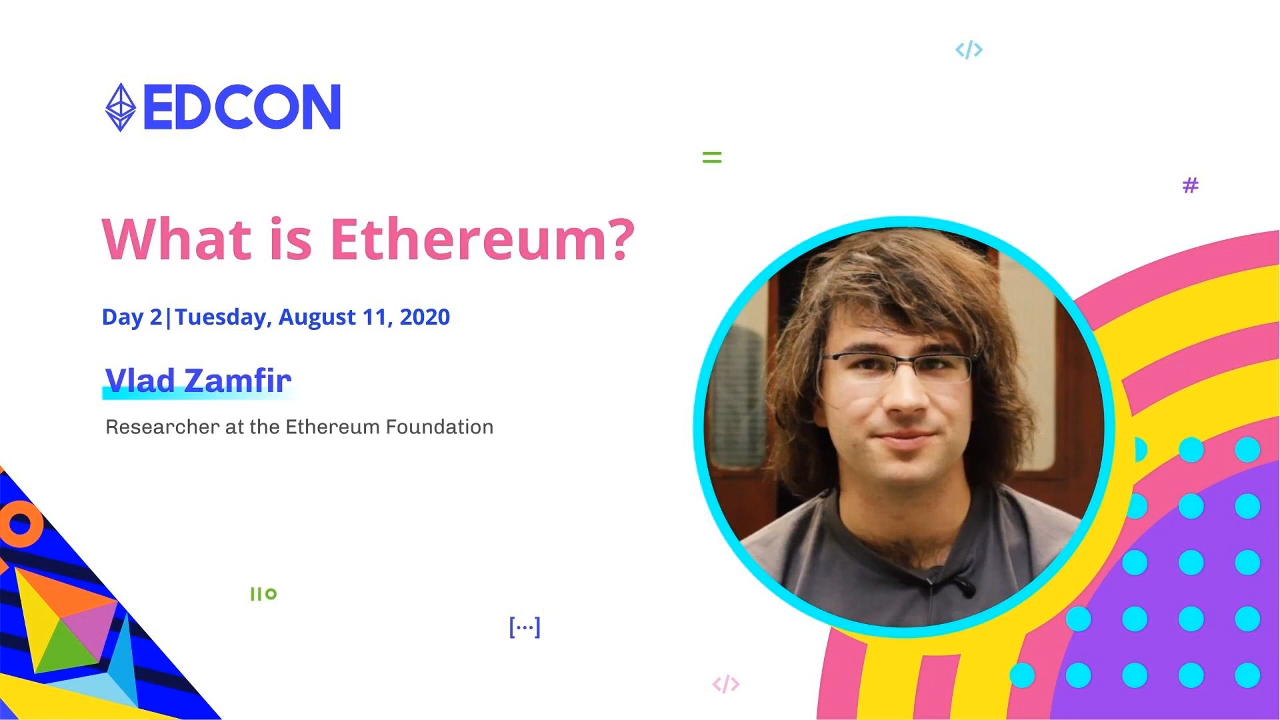 EDCON
What is Ethereum?
Day 2|Tuesday, August 11, 2020
Vlad Zamfir
Researcher at the Ethereum Foundation
</>
=
#
[...]
</>